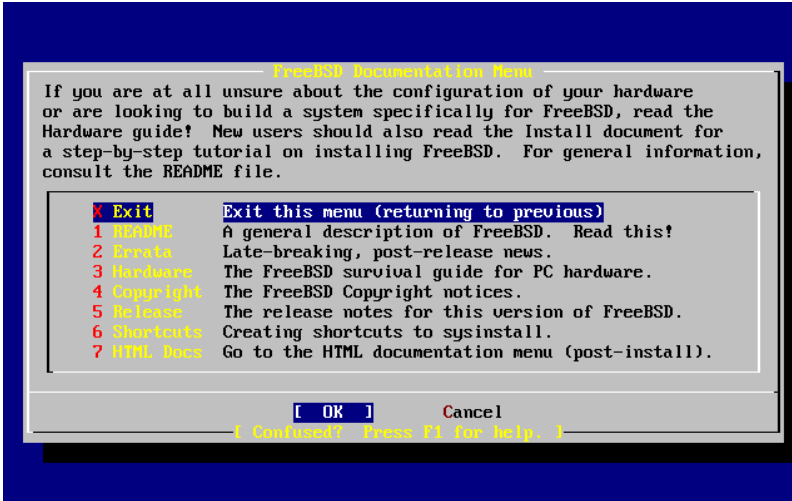 FreeBSD Documentation Menu
If you are at all unsure about the configuration of your hardware
or are looking to build a system specifically for FreeBSD, read the
Hardware guide!  New users should also read the Install document for
a step-by-step tutorial on installing FreeBSD.  For general information,
consult the README file.
X Exit Exit this menu (returning to previous)
1 README A general description of FreeBSD.  Read this!
2 Errata Late-breaking, post-release news.
3 Hardware The FreeBSD survival guide for PC hardware.
4 Copyright The FreeBSD Copyright notices.
5 Release The release notes for this version of FreeBSD.
6 Shortcuts Creating shortcuts to sysinstall.
7 HTML Docs Go to the HTML documentation menu (post-install).
[  OK  ] Cancel
[ Confused?  Press F1 for help. ]